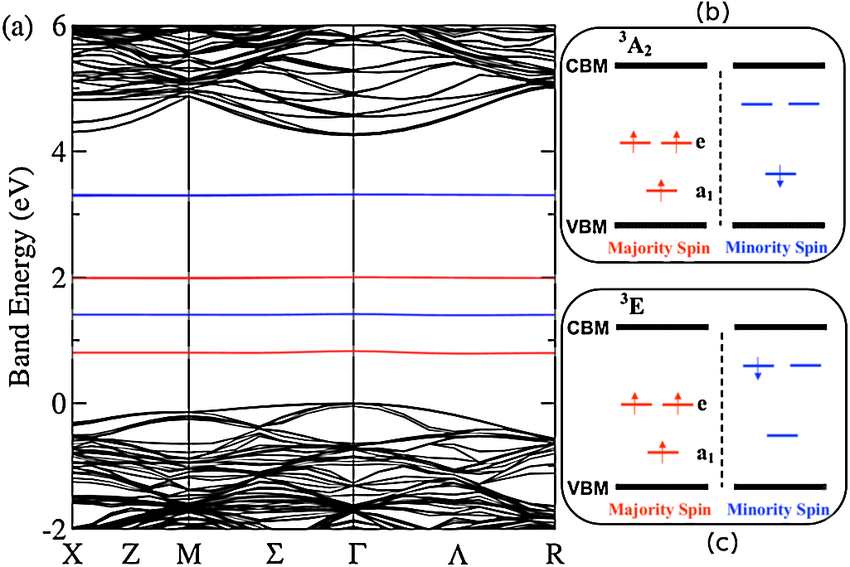 (a)
Band Energy (eV)
6
4
2
0
-2
X Z M Σ Γ Λ R
(b)
³A₂
CBM
e
a₁
VBM
Majority Spin Minority Spin
³E
CBM
e
a₁
VBM
Majority Spin Minority Spin
(c)